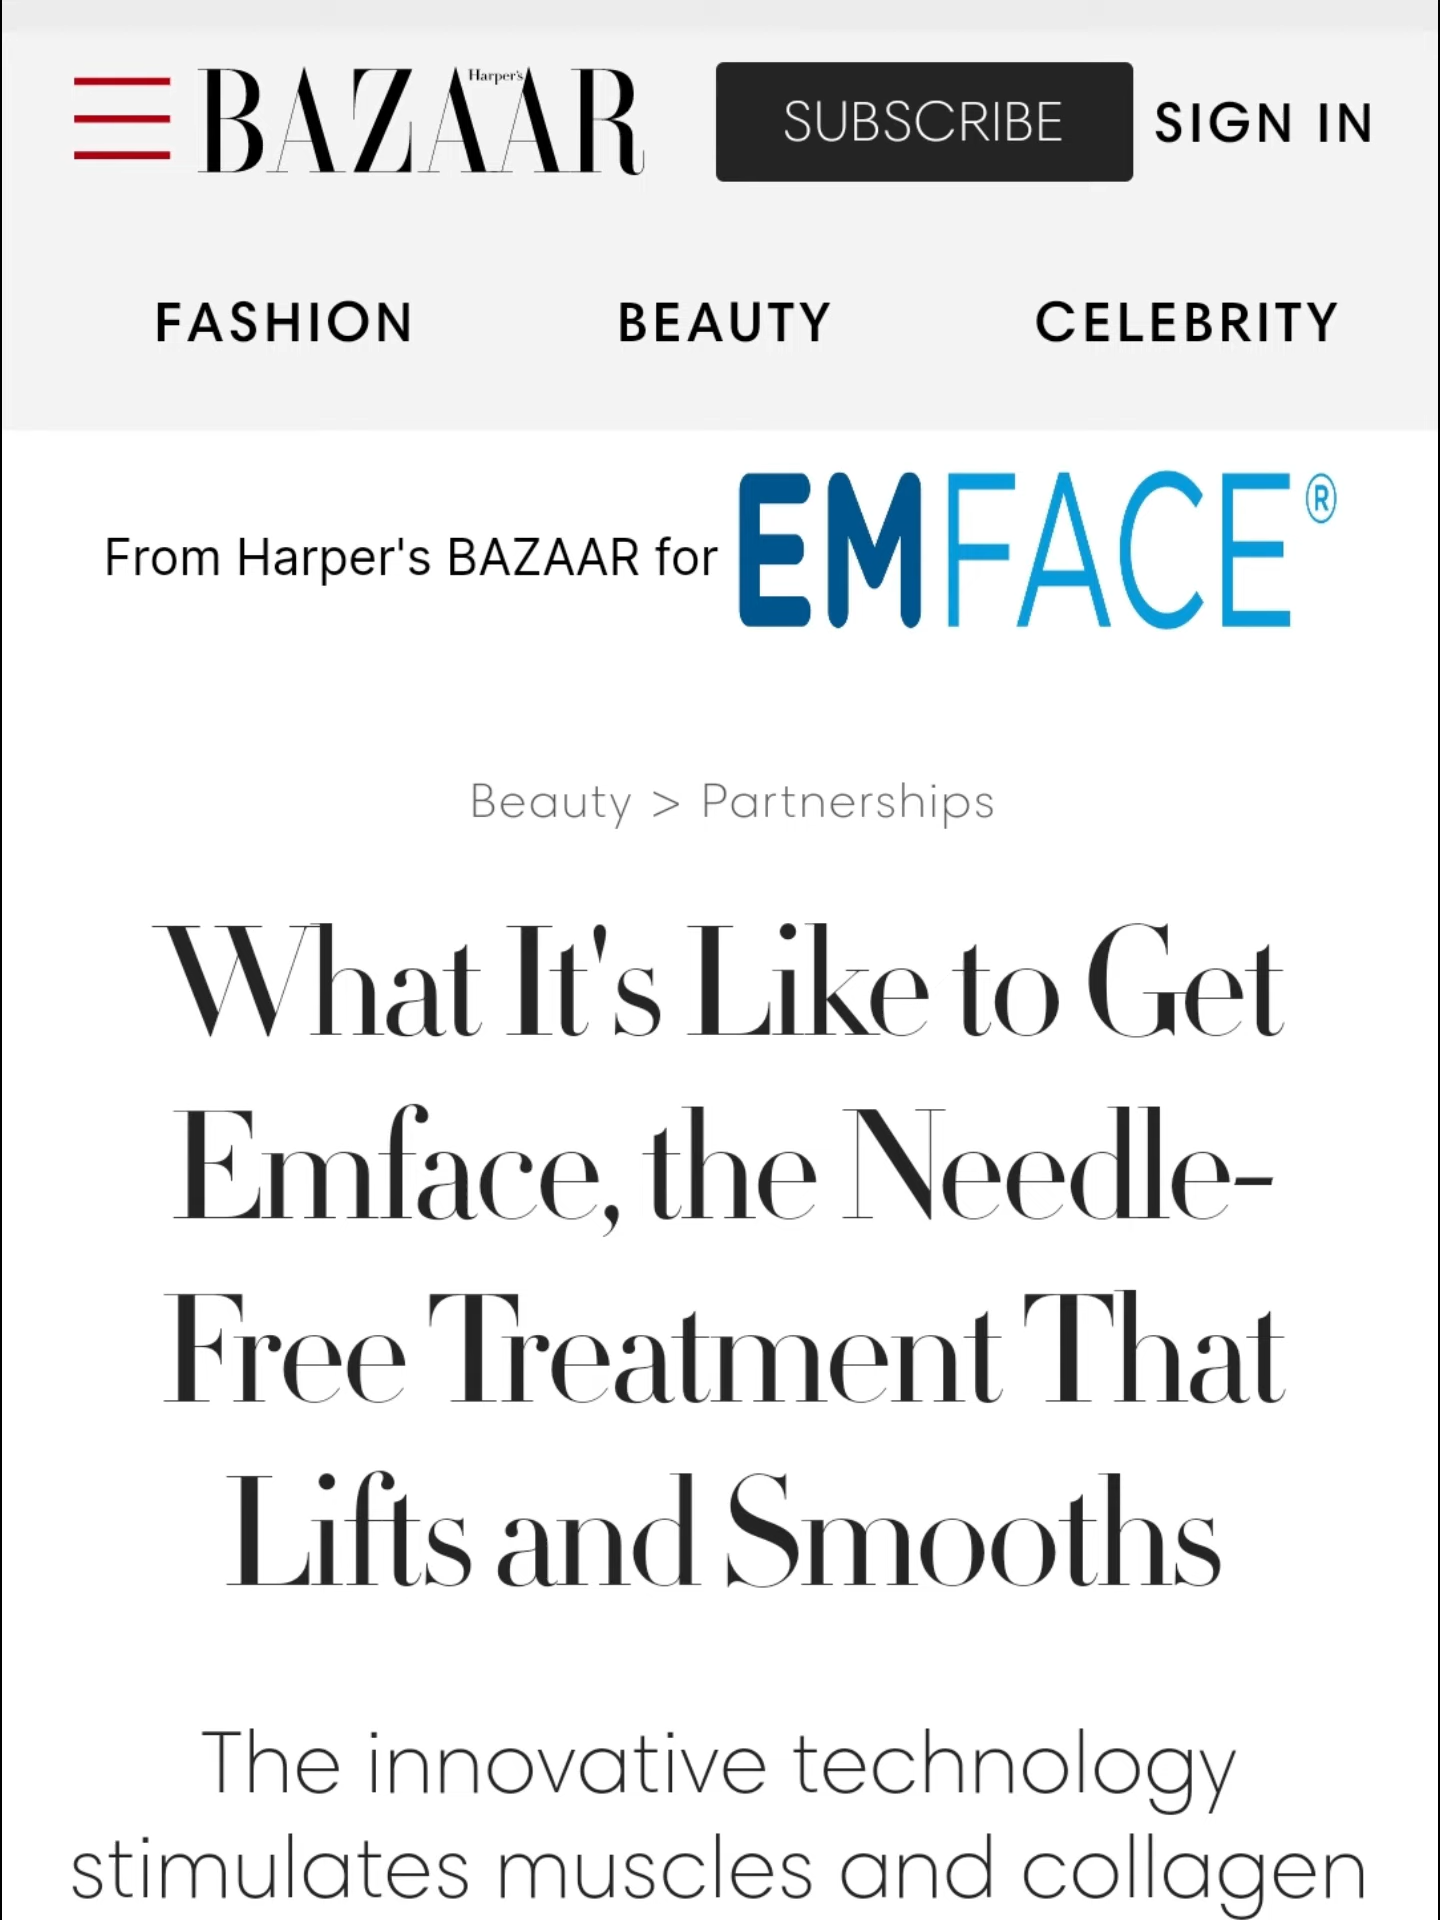 Harper's
BAZAAR
SUBSCRIBE
SIGN IN
FASHION BEAUTY CELEBRITY
From Harper's BAZAAR for EMFACE®
Beauty > Partnerships
What It's Like to Get
Emface, the Needle-
Free Treatment That
Lifts and Smooths
The innovative technology
stimulates muscles and collagen